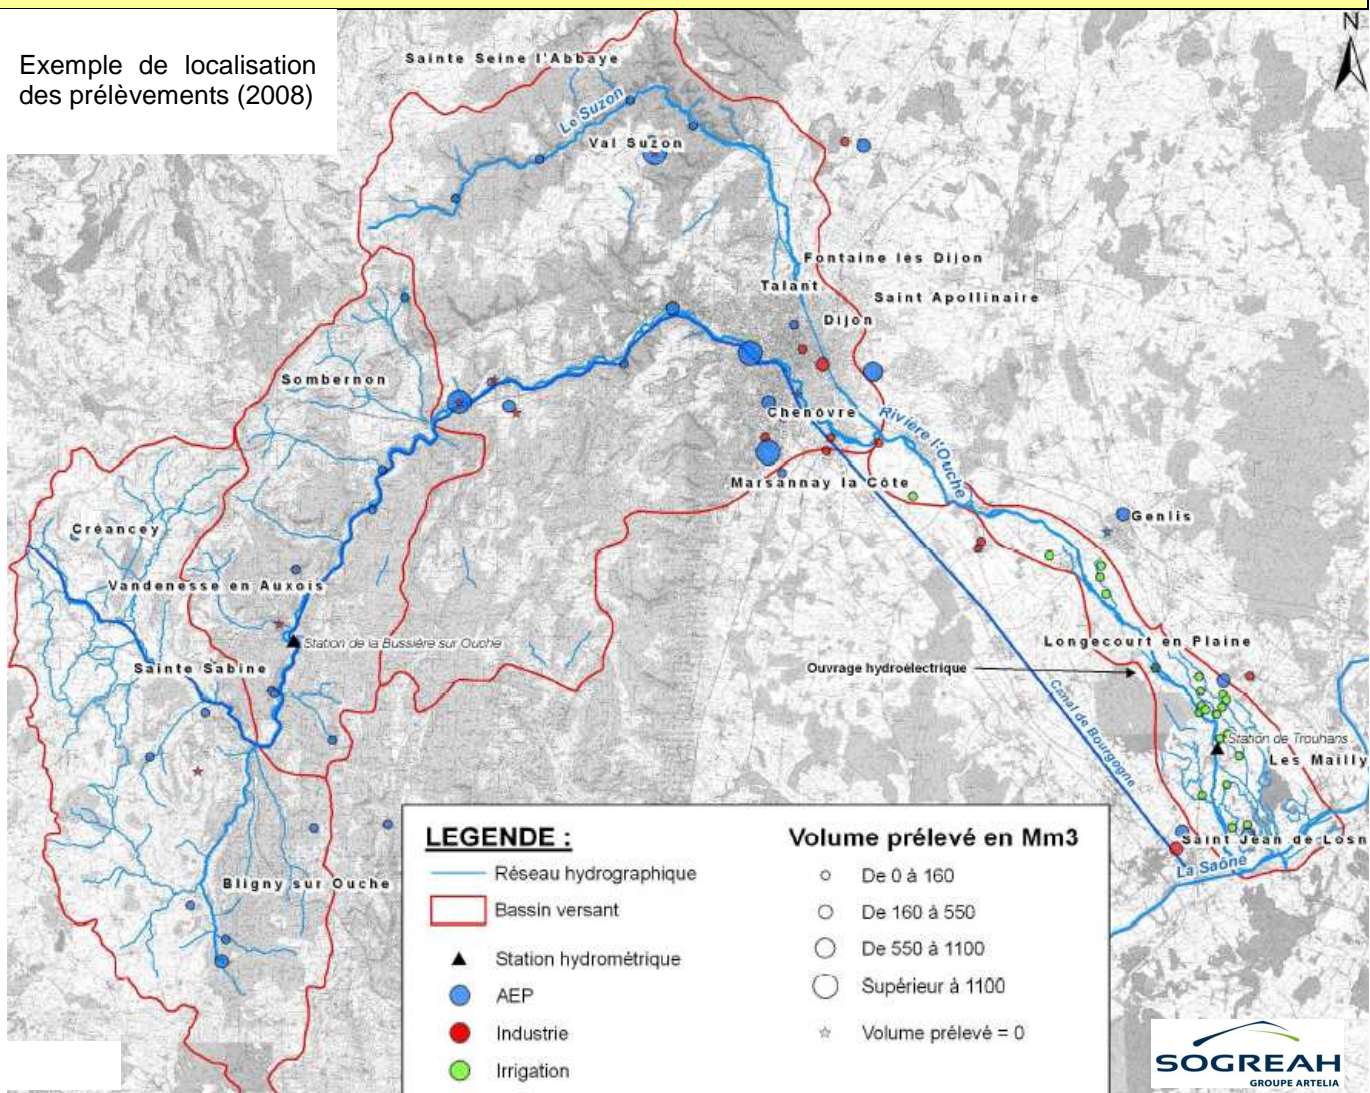 Exemple de localisation
des prélèvements (2008)
N
Sainte Seine l'Abbaye
Le Suzon
Val Suzon
Fontaine lès Dijon
Talant
Saint Apollinaire
Dijon
Sombernon
Chenôvre
Rivière l'Ouche
Marsannay la Côte
Créancey
Genlis
Vandenesse en Auxois
Station de la Bussière sur Ouche
Longecourt en Plaine
Sainte Sabine
Ouvrage hydroélectrique
Canal de Bourgogne
Station de Trouhans
Les Mailly
Saint Jean de Losn
La Saône
Bligny sur Ouche
LEGENDE :
Réseau hydrographique
Bassin versant
Station hydrométrique
AEP
Industrie
Irrigation
Volume prélevé en Mm3
De 0 à 160
De 160 à 550
De 550 à 1100
Supérieur à 1100
Volume prélevé = 0
SOGREAH
GROUPE ARTELIA